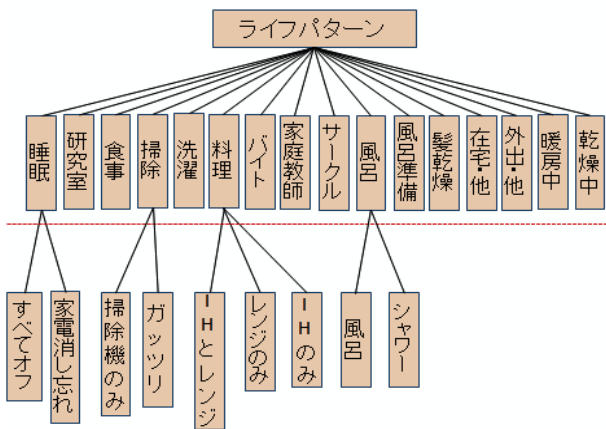 ライフパターン
睡眠
研究室
食事
掃除
洗濯
料理
バイト
家庭教師
サークル
風呂
風呂準備
髪乾燥
在宅・他
外出・他
暖房中
乾燥中
すべてオフ
家電消し忘れ
掃除機のみ
ガッツリ
IHとレンジ
レンジのみ
IHのみ
風呂
シャワー